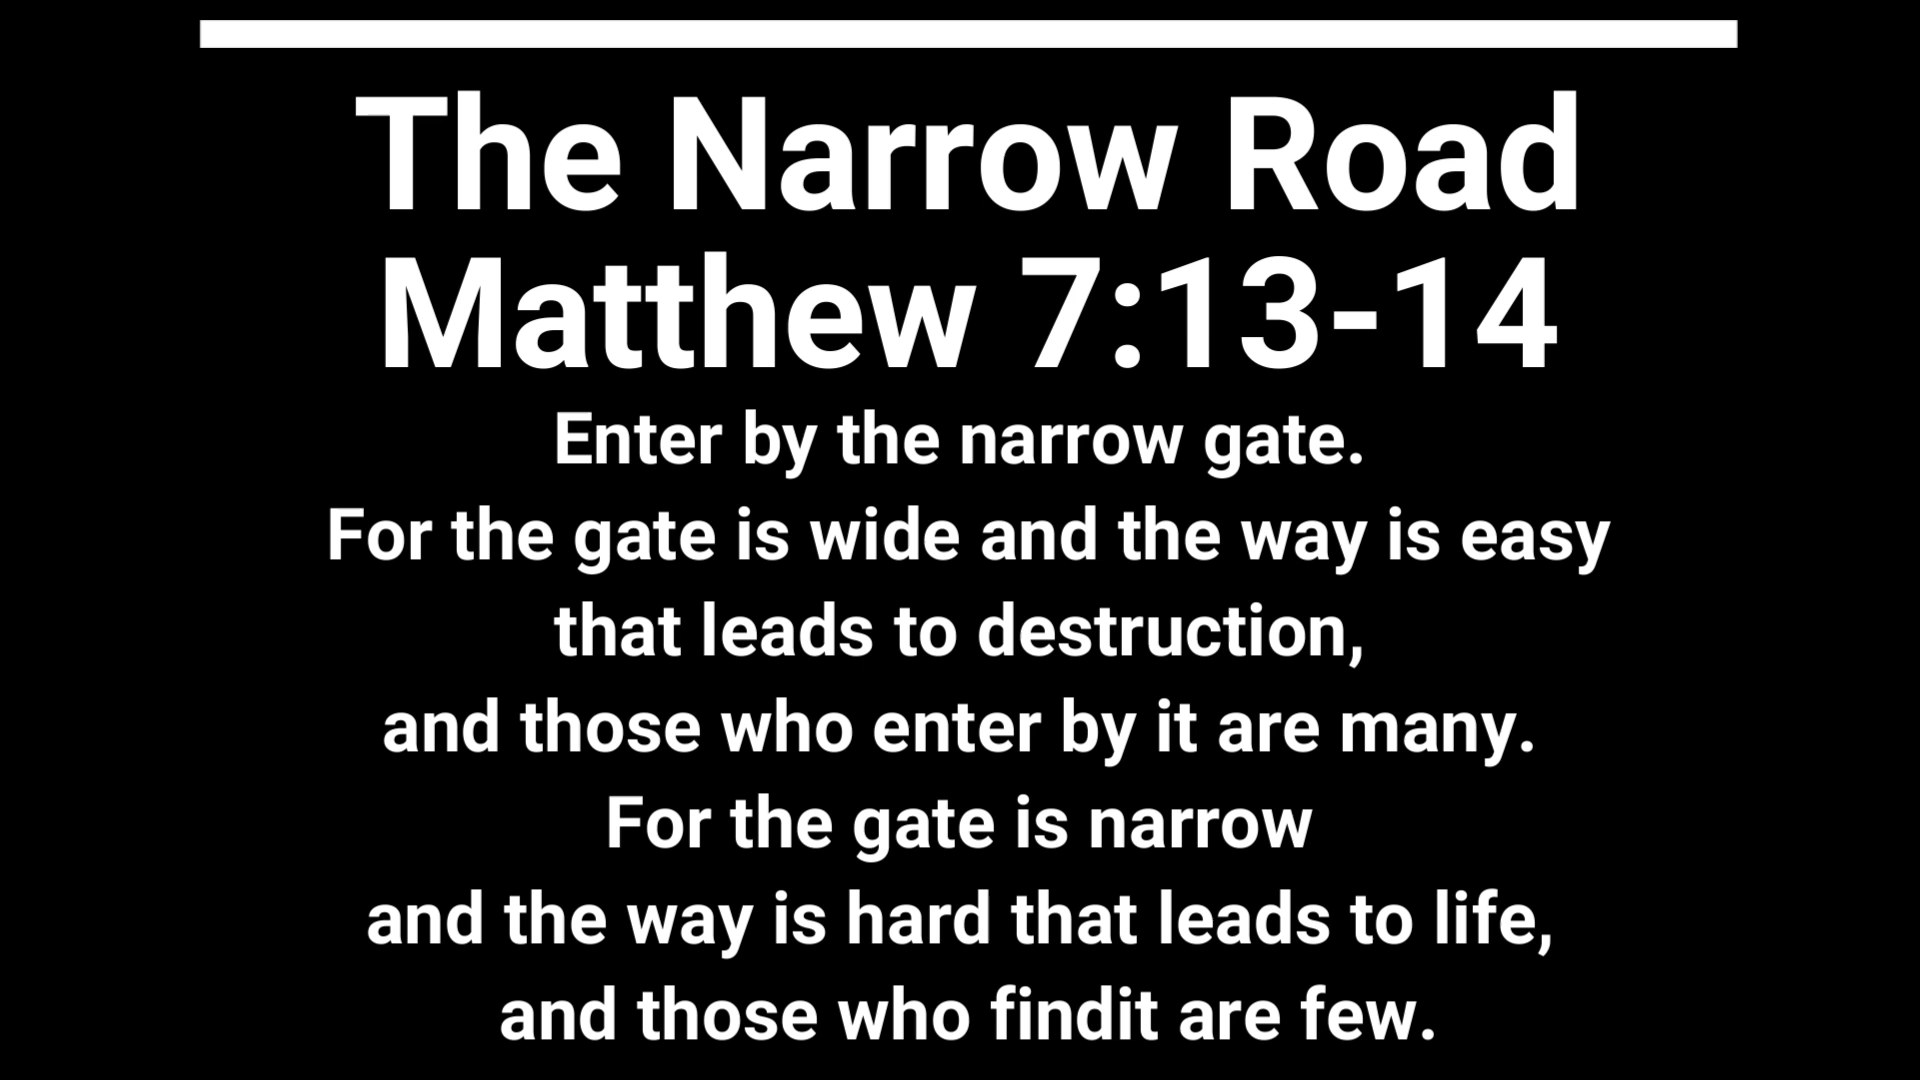 The Narrow Road
Matthew 7:13-14
Enter by the narrow gate.
For the gate is wide and the way is easy
that leads to destruction,
and those who enter by it are many.
For the gate is narrow
and the way is hard that leads to life,
and those who findit are few.